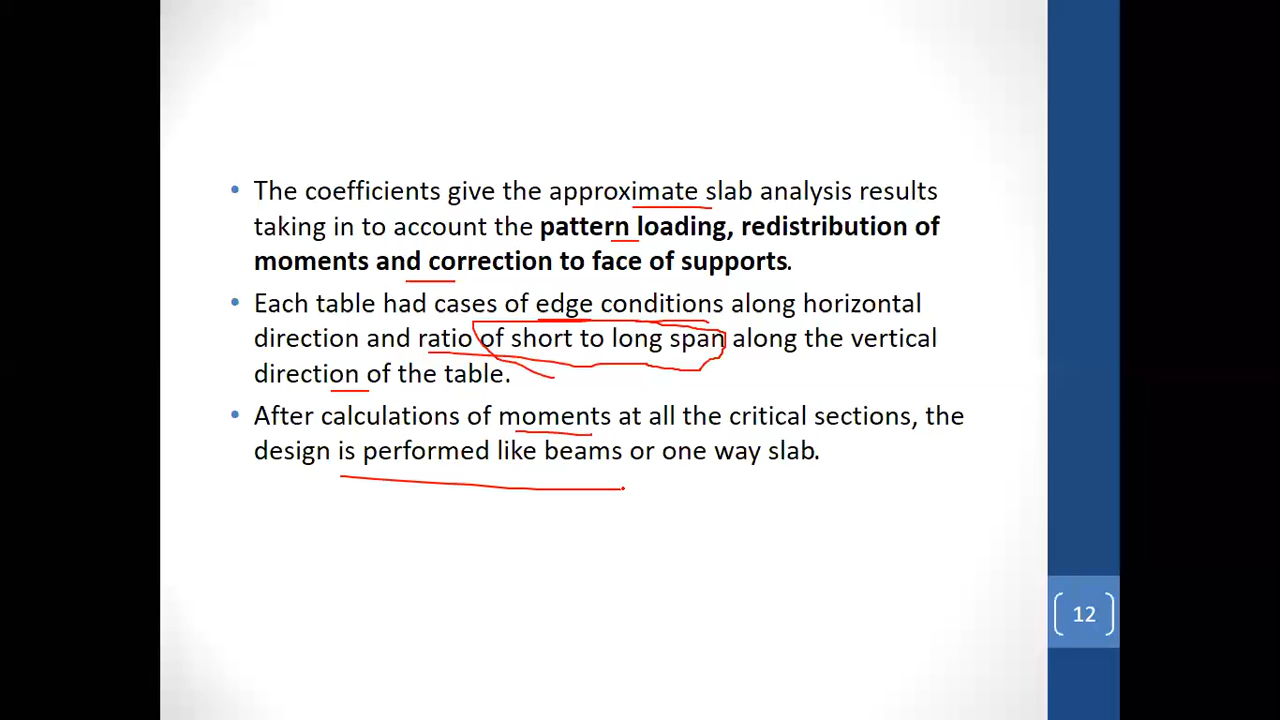 • The coefficients give the approximate slab analysis results
taking in to account the pattern loading, redistribution of
moments and correction to face of supports.
• Each table had cases of edge conditions along horizontal
direction and ratio of short to long span along the vertical
direction of the table.
• After calculations of moments at all the critical sections, the
design is performed like beams or one way slab.
12